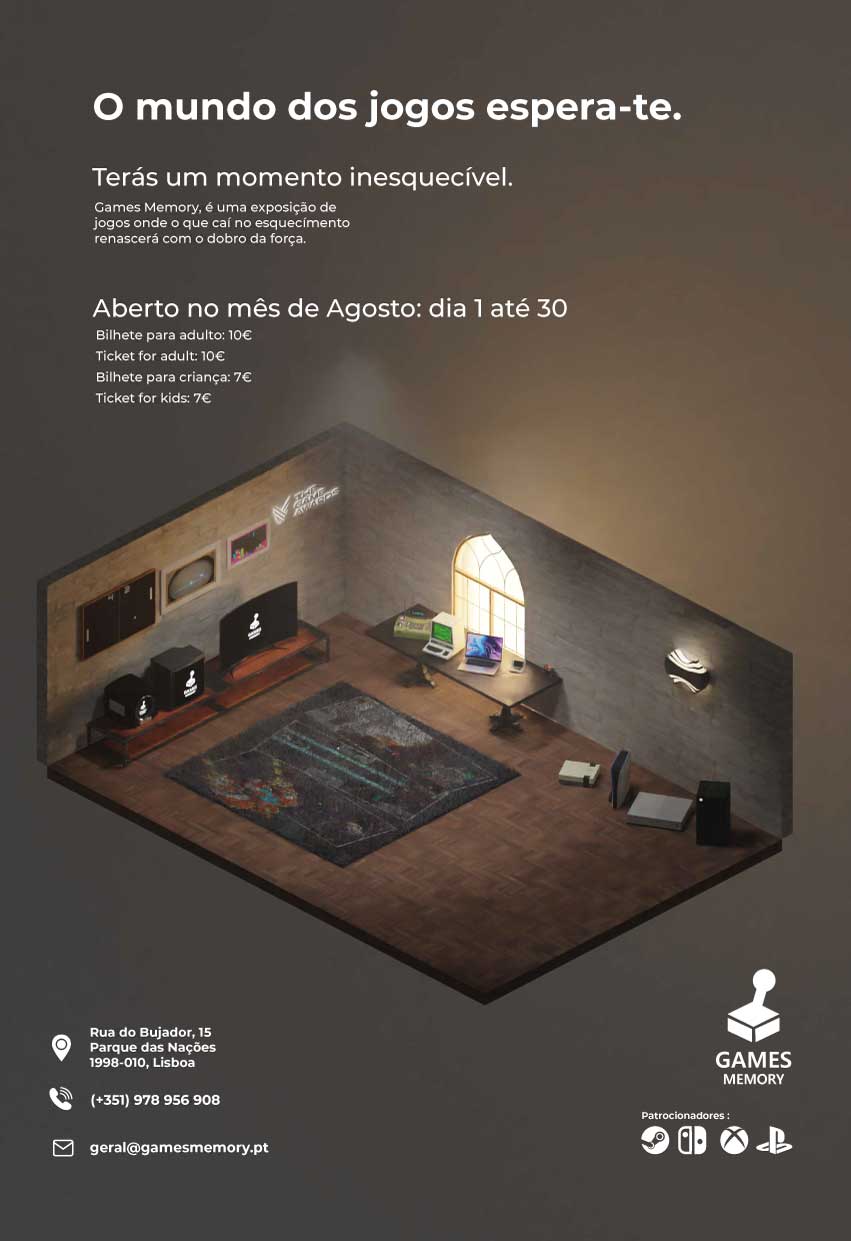 O mundo dos jogos espera-te.
Terás um momento inesquecível.
Games Memory, é uma exposição de
jogos onde o que caí no esquecímento
renascerá com o dobro da força.
Aberto no mês de Agosto: dia 1 até 30
Bilhete para adulto: 10€
Ticket for adult: 10€
Bilhete para criança: 7€
Ticket for kids: 7€
THE
GAME
AWARDS
GAMES
MEMORY
GAMES
MEMORY
Rua do Bujador, 15
Parque das Nações
1998-010, Lisboa
(+351) 978 956 908
geral@gamesmemory.pt
GAMES
MEMORY
Patrocionadores :